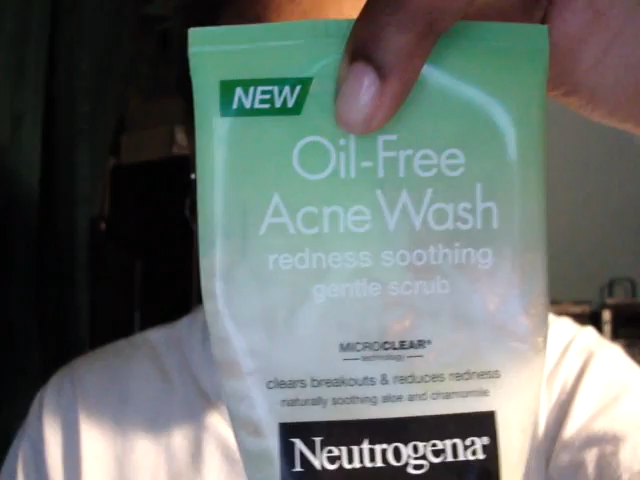 NEW
Oil-Free
Acne Wash
redness soothing
gentle scrub
MICROCLEAR®
technology
clears breakouts & reduces redness
naturally soothing aloe and chamomile
Neutrogena®